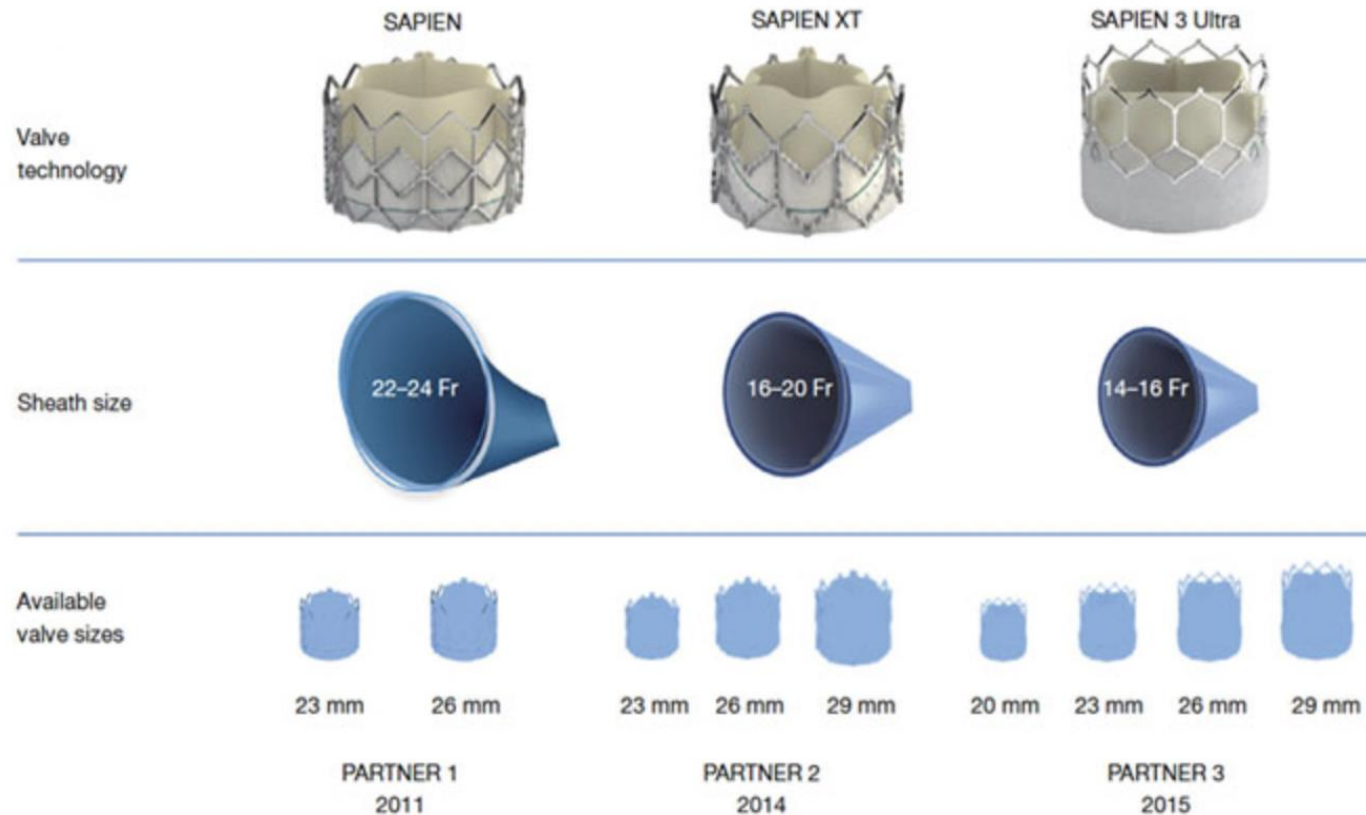 SAPIEN
SAPIEN XT
SAPIEN 3 Ultra
Valve
technology
Sheath size
22–24 Fr
16–20 Fr
14–16 Fr
Available
valve sizes
23 mm
26 mm
23 mm
26 mm
29 mm
20 mm
23 mm
26 mm
29 mm
PARTNER 1
2011
PARTNER 2
2014
PARTNER 3
2015